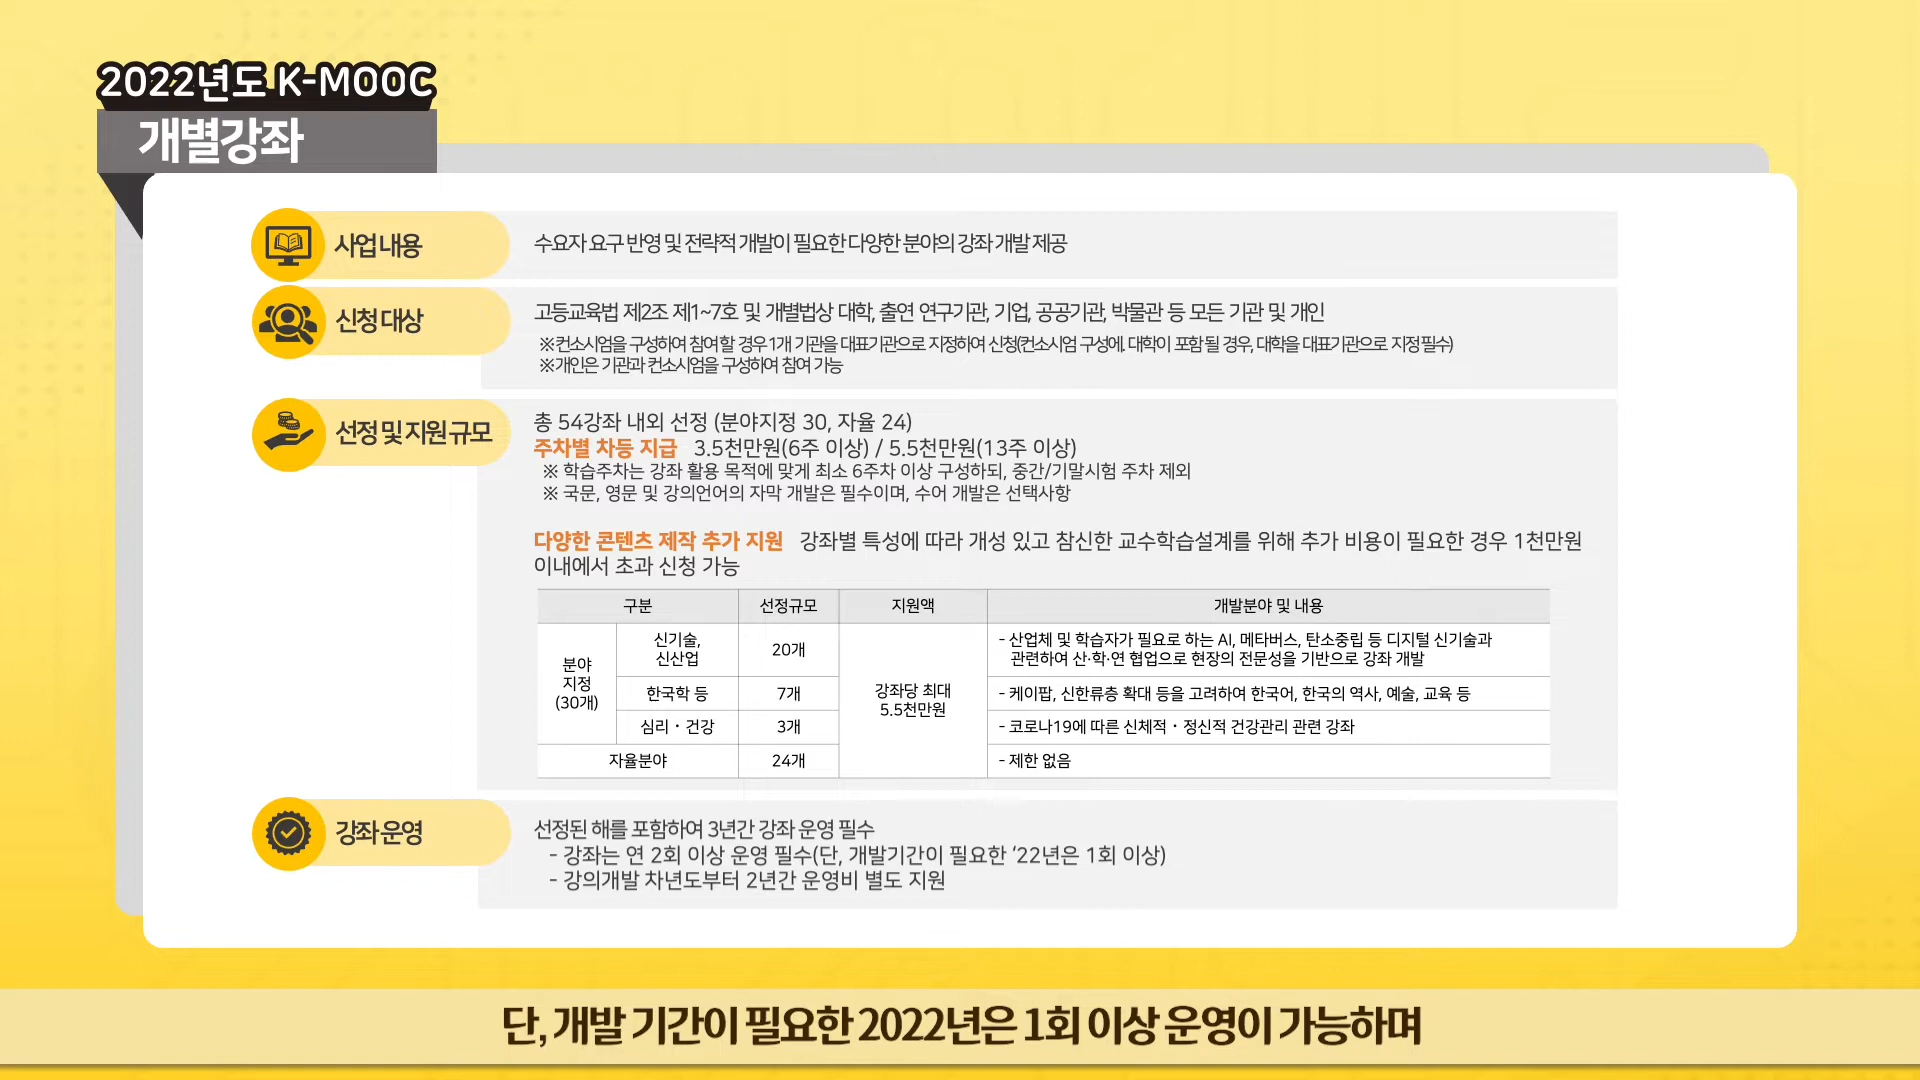 2022년도 K-MOOC
개별강좌
사업 내용
수요자 요구 반영 및 전략적 개발이 필요한 다양한 분야의 강좌 개발 제공
신청 대상
고등교육법 제2조 제1~7호 및 개별법상 대학, 출연 연구기관, 기업, 공공기관, 박물관 등 모든 기관 및 개인
※컨소시엄을 구성하여 참여할 경우 1개 기관을 대표기관으로 지정하여 신청(컨소시엄 구성에, 대학이 포함될 경우, 대학을 대표기관으로 지정 필수)
※개인은 기관과 컨소시엄을 구성하여 참여 가능
선정 및 지원 규모
총 54강좌 내외 선정 (분야지정 30, 자율 24)
주차별 차등 지급 3.5천만원(6주 이상) / 5.5천만원(13주 이상)
※ 학습주차는 강좌 활용 목적에 맞게 최소 6주차 이상 구성하되, 중간/기말시험 주차 제외
※ 국문, 영문 및 강의언어의 자막 개발은 필수이며, 수어 개발은 선택사항
다양한 콘텐츠 제작 추가 지원 강좌별 특성에 따라 개성 있고 참신한 교수학습설계를 위해 추가 비용이 필요한 경우 1천만원
이내에서 초과 신청 가능
구분 선정규모 지원액 개발분야 및 내용
분야
지정
(30개)
신기술,
신산업
20개
강좌당 최대
5.5천만원
- 산업체 및 학습자가 필요로 하는 AI, 메타버스, 탄소중립 등 디지털 신기술과
관련하여 산·학·연 협업으로 현장의 전문성을 기반으로 강좌 개발
한국학 등 7개 - 케이팝, 신한류층 확대 등을 고려하여 한국어, 한국의 역사, 예술, 교육 등
심리・건강 3개 - 코로나19에 따른 신체적・정신적 건강관리 관련 강좌
자율분야 24개 - 제한 없음
강좌 운영
선정된 해를 포함하여 3년간 강좌 운영 필수
- 강좌는 연 2회 이상 운영 필수(단, 개발기간이 필요한 ‘22년은 1회 이상)
- 강의개발 차년도부터 2년간 운영비 별도 지원
단, 개발 기간이 필요한 2022년은 1회 이상 운영이 가능하며